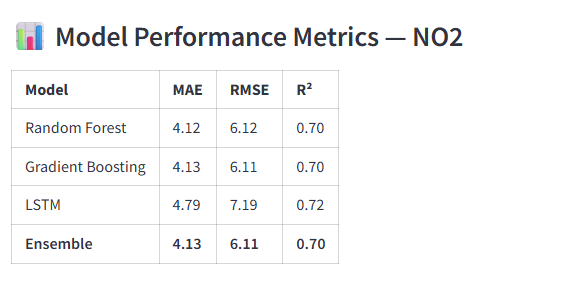 📊 Model Performance Metrics — NO2
Model MAE RMSE R²
Random Forest 4.12 6.12 0.70
Gradient Boosting 4.13 6.11 0.70
LSTM 4.79 7.19 0.72
Ensemble 4.13 6.11 0.70